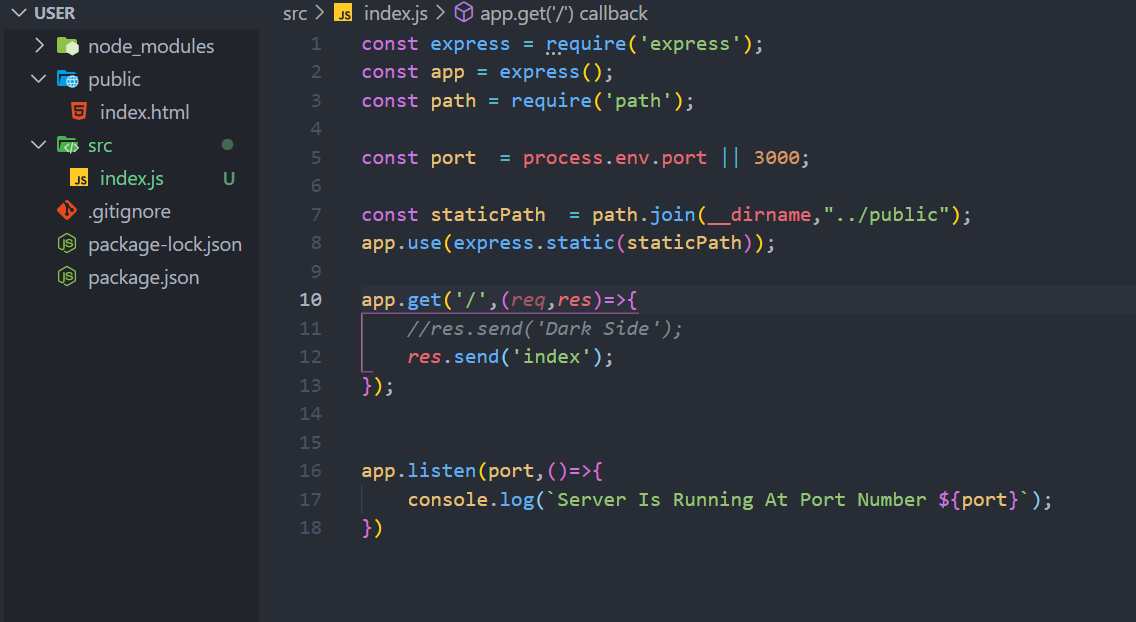 USER
node_modules
public
index.html
src
index.js U
.gitignore
package-lock.json
package.json
src > JS index.js > app.get('/') callback
1 const express = require('express');
2 const app = express();
3 const path = require('path');
4
5 const port  = process.env.port || 3000;
6
7 const staticPath  = path.join(__dirname,"../public");
8 app.use(express.static(staticPath));
9
10 app.get('/',(req,res)=>{
11     //res.send('Dark Side');
12     res.send('index');
13 });
14
15
16 app.listen(port,()=>{
17     console.log(`Server Is Running At Port Number ${port}`);
18 })